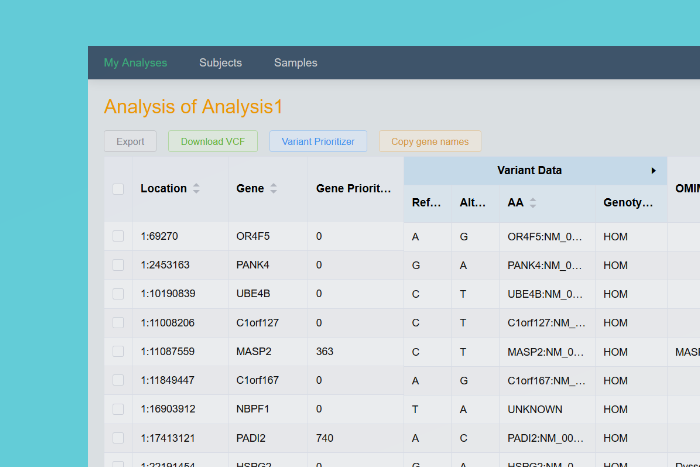 My Analyses Subjects Samples
Analysis of Analysis1
Export Download VCF Variant Prioritizer Copy gene names
Variant Data
Location Gene Gene Priorit... OMIM
Ref... Alt... AA Genoty...
1:69270 OR4F5 0 A G OR4F5:NM_0... HOM
1:2453163 PANK4 0 G A PANK4:NM_0... HOM
1:10190839 UBE4B 0 C T UBE4B:NM_0... HOM
1:11008206 C1orf127 0 C T C1orf127:NM_... HOM
1:11087559 MASP2 363 C T MASP2:NM_0... HOM MASP
1:11849447 C1orf167 0 A G C1orf167:NM_... HOM
1:16903912 NBPF1 0 T A UNKNOWN HOM
1:17413121 PADI2 740 A C PADI2:NM_00... HOM
1:22191454 HSPG2 0 G A HSPG2:NM_0... HOM